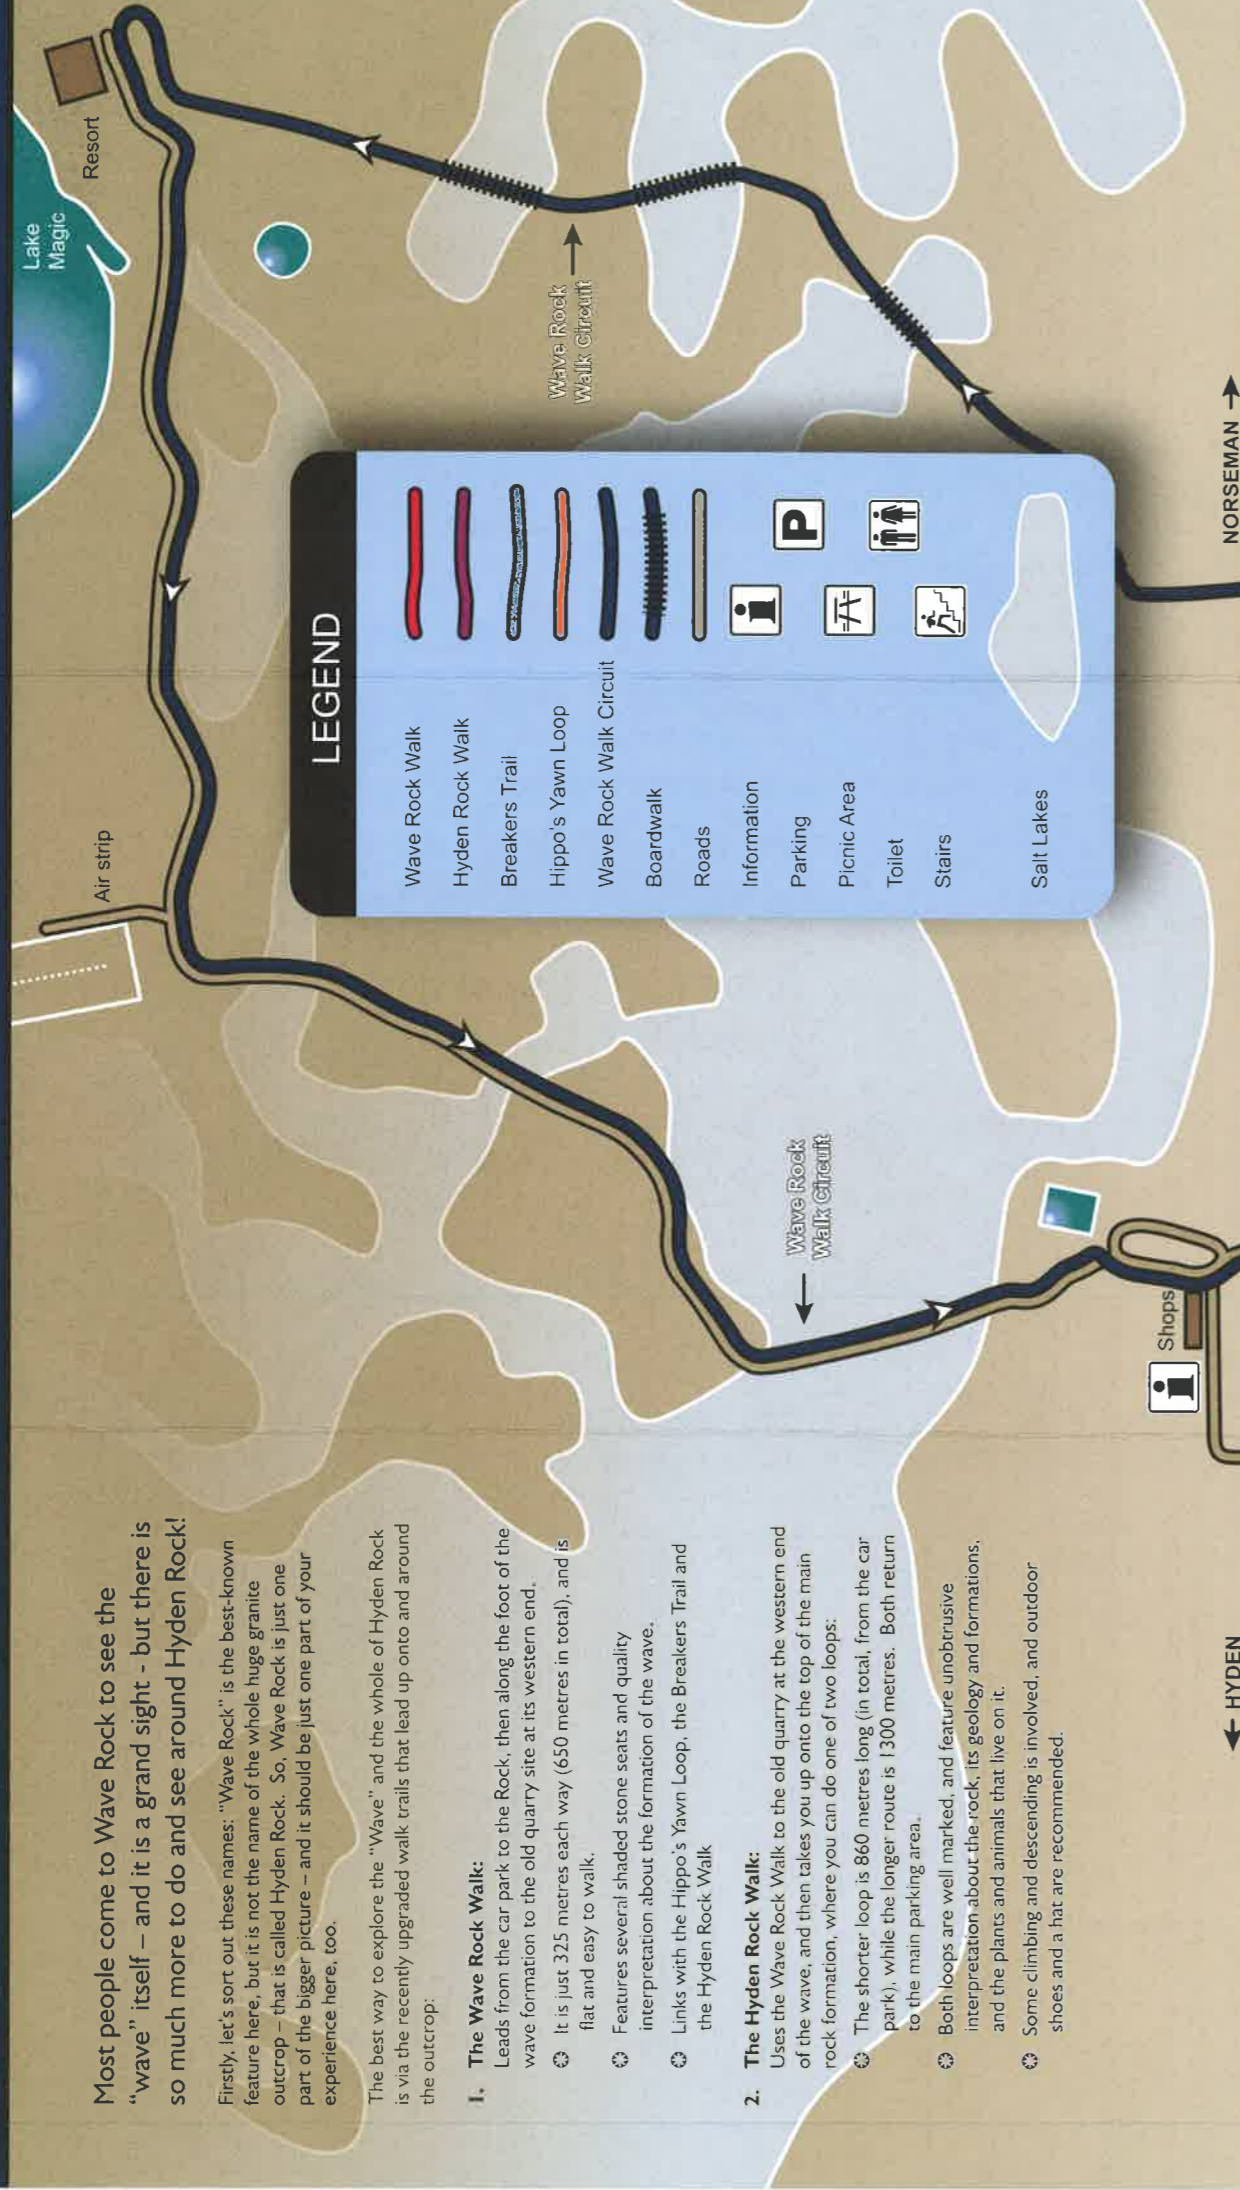 Most people come to Wave Rock to see the
“wave” itself – and it is a grand sight - but there is
so much more to do and see around Hyden Rock!
Firstly, let's sort out these names: “Wave Rock” is the best-known
feature here, but it is not the name of the whole huge granite
outcrop – that is called Hyden Rock. So, Wave Rock is just one
part of the bigger picture – and it should be just one part of your
experience here, too.
The best way to explore the “Wave” and the whole of Hyden Rock
is via the recently upgraded walk trails that lead up onto and around
the outcrop:
1. The Wave Rock Walk:
Leads from the car park to the Rock, then along the foot of the
wave formation to the old quarry site at its western end.
It is just 325 metres each way (650 metres in total), and is
flat and easy to walk.
Features several shaded stone seats and quality
interpretation about the formation of the wave.
Links with the Hippo's Yawn Loop, the Breakers Trail and
the Hyden Rock Walk
2. The Hyden Rock Walk:
Uses the Wave Rock Walk to the old quarry at the western end
of the wave, and then takes you up onto the top of the main
rock formation, where you can do one of two loops:
The shorter loop is 860 metres long (in total, from the car
park), while the longer route is 1300 metres. Both return
to the main parking area.
Both loops are well marked, and feature unobtrusive
interpretation about the rock, its geology and formations,
and the plants and animals that live on it.
Some climbing and descending is involved, and outdoor
shoes and a hat are recommended.
Air strip
Resort
Lake
Magic
Wave Rock
Walk Circuit
LEGEND
Wave Rock Walk
Hyden Rock Walk
Breakers Trail
Hippo's Yawn Loop
Wave Rock Walk Circuit
Boardwalk
Roads
Information
i
Parking
P
Picnic Area
Toilet
Stairs
Salt Lakes
Wave Rock
Walk Circuit
Shops
i
HYDEN
NORSEMAN